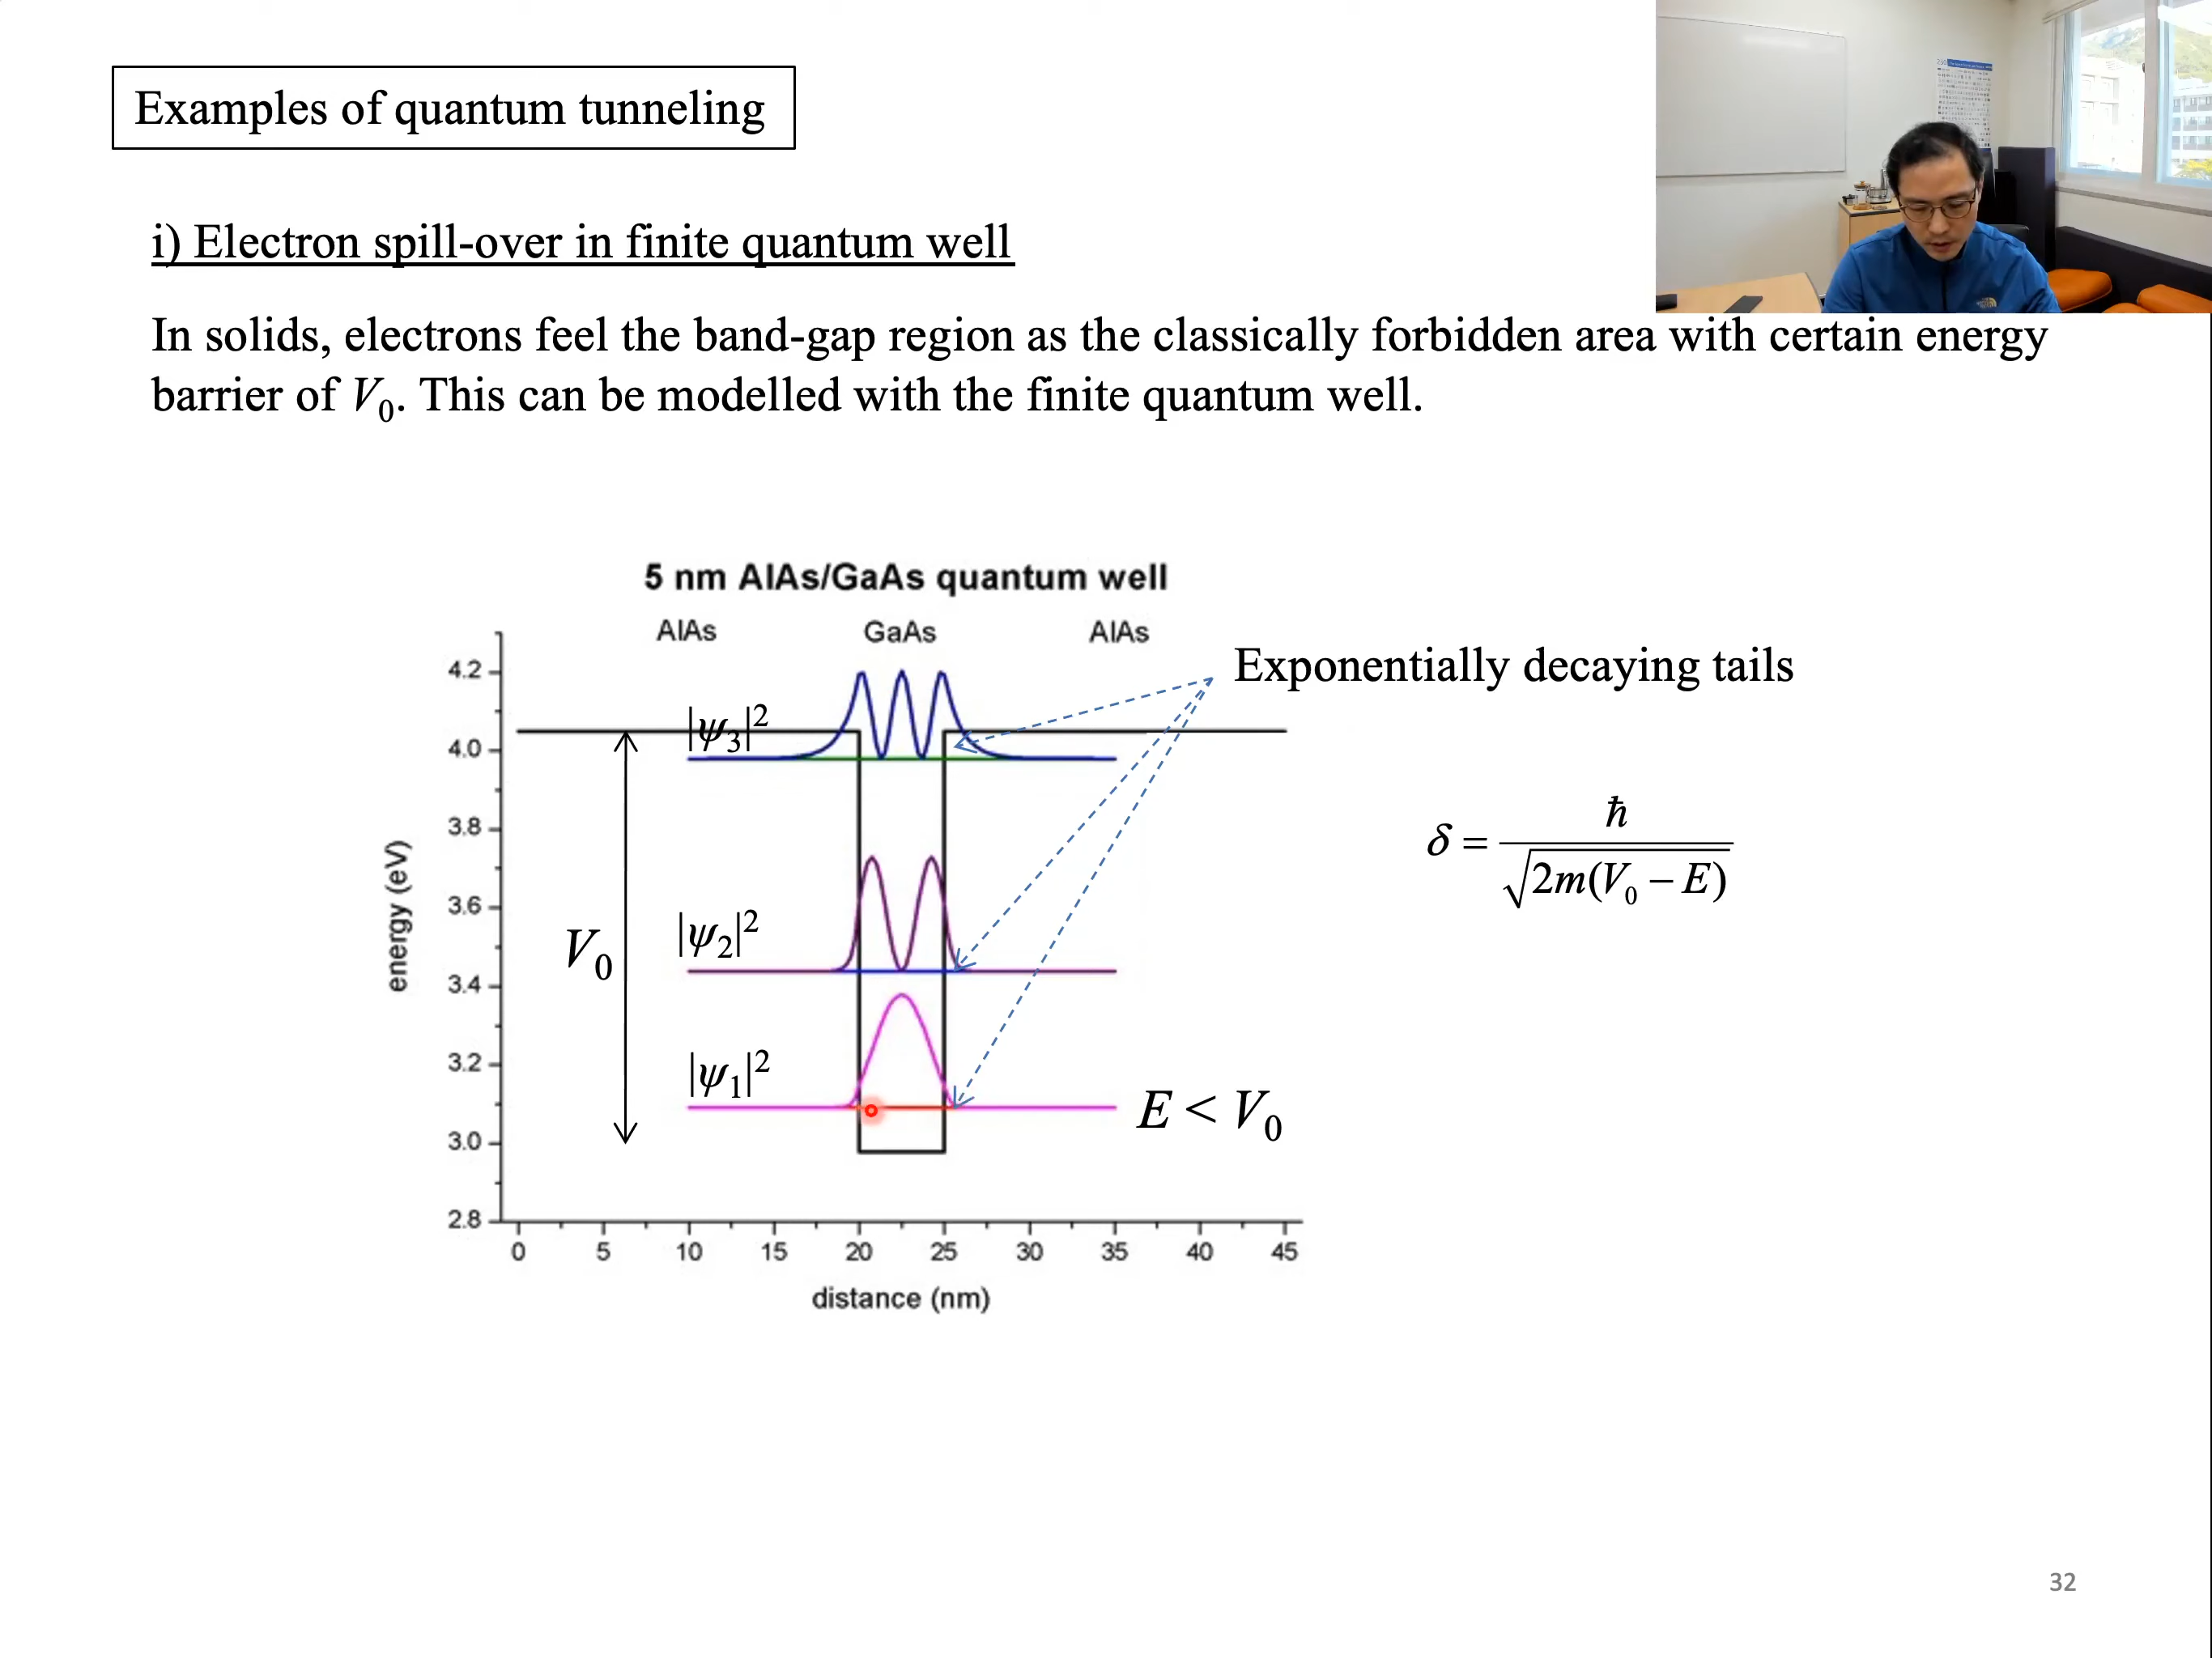 Examples of quantum tunneling
i) Electron spill-over in finite quantum well
In solids, electrons feel the band-gap region as the classically forbidden area with certain energy
barrier of V₀. This can be modelled with the finite quantum well.
5 nm AlAs/GaAs quantum well
AlAs GaAs AlAs
Exponentially decaying tails
energy (eV)
4.2
4.0
3.8
3.6
3.4
3.2
3.0
2.8
|ψ₃|²
|ψ₂|²
|ψ₁|²
V₀
E < V₀
δ = ħ / √2m(V₀ − E)
0 5 10 15 20 25 30 35 40 45
distance (nm)
32